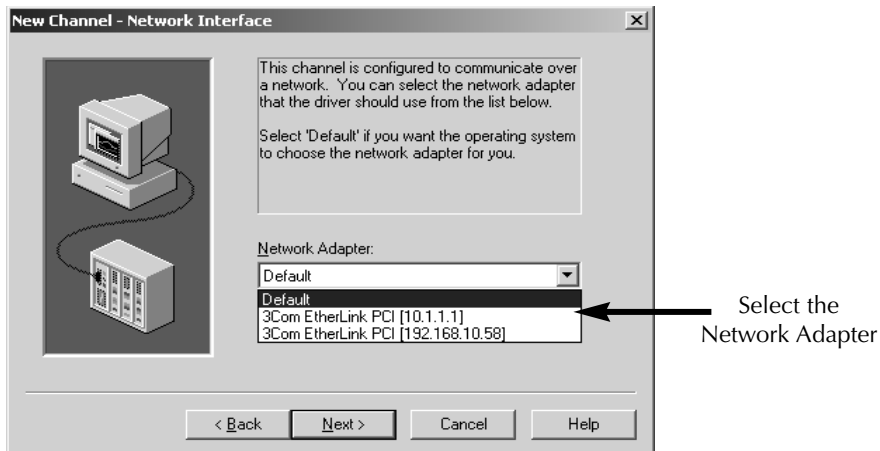 New Channel - Network Interface
This channel is configured to communicate over
a network. You can select the network adapter
that the driver should use from the list below.
Select 'Default' if you want the operating system
to choose the network adapter for you.
Network Adapter:
Default
Default
3Com EtherLink PCI [10.1.1.1]
3Com EtherLink PCI [192.168.10.58]
Select the
Network Adapter
< Back
Next >
Cancel
Help